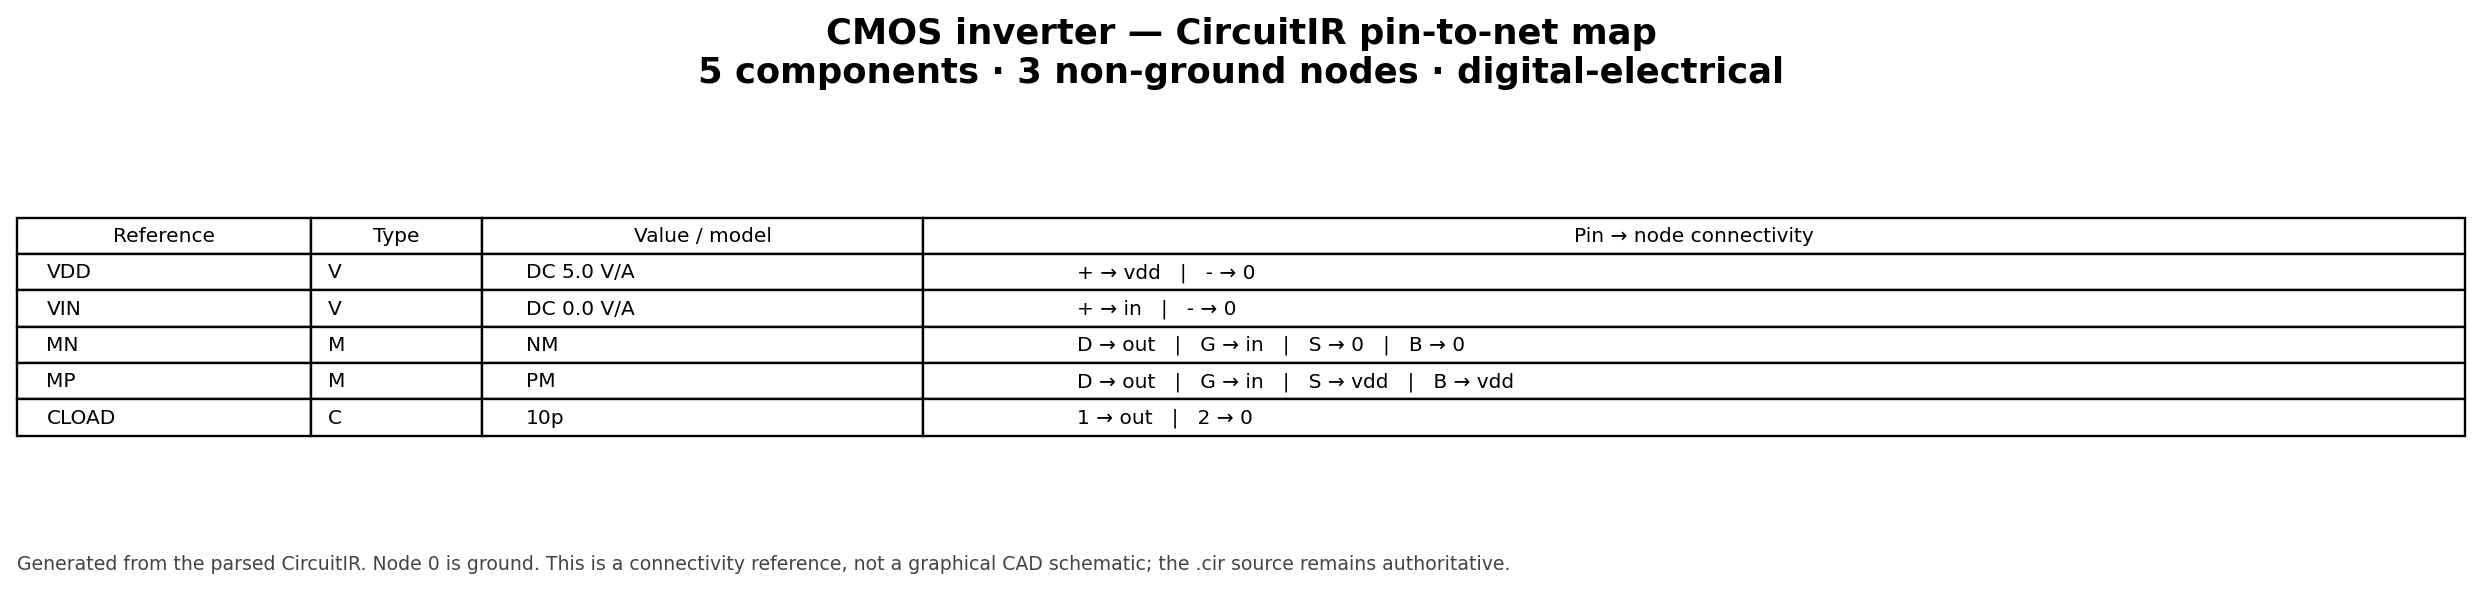 CMOS inverter — CircuitIR pin-to-net map
5 components · 3 non-ground nodes · digital-electrical
Reference Type Value / model Pin → node connectivity
VDD V DC 5.0 V/A + → vdd | - → 0
VIN V DC 0.0 V/A + → in | - → 0
MN M NM D → out | G → in | S → 0 | B → 0
MP M PM D → out | G → in | S → vdd | B → vdd
CLOAD C 10p 1 → out | 2 → 0
Generated from the parsed CircuitIR. Node 0 is ground. This is a connectivity reference, not a graphical CAD schematic; the .cir source remains authoritative.